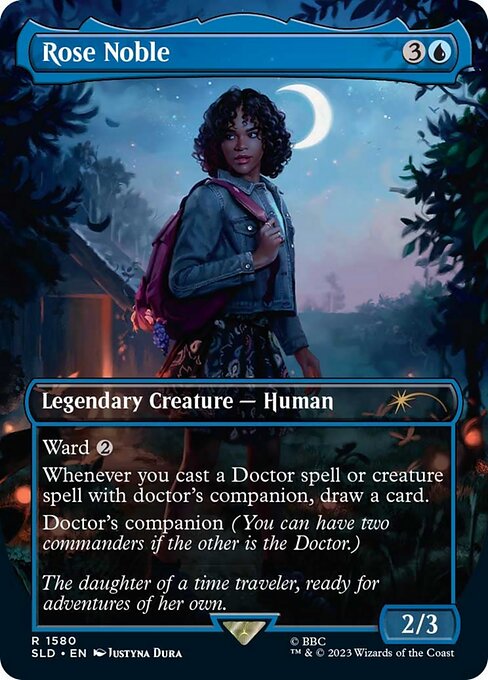 Rose Noble
3
Legendary Creature — Human
Ward 2
Whenever you cast a Doctor spell or creature
spell with doctor's companion, draw a card.
Doctor's companion (You can have two
commanders if the other is the Doctor.)
The daughter of a time traveler, ready for
adventures of her own.
2/3
R 1580
SLD • EN Justyna Dura
© BBC
™ & © 2023 Wizards of the Coast